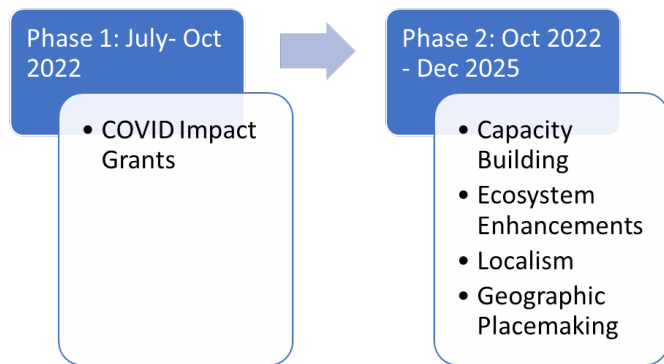 Phase 1: July- Oct
2022
• COVID Impact
Grants
Phase 2: Oct 2022
- Dec 2025
• Capacity
Building
• Ecosystem
Enhancements
• Localism
• Geographic
Placemaking